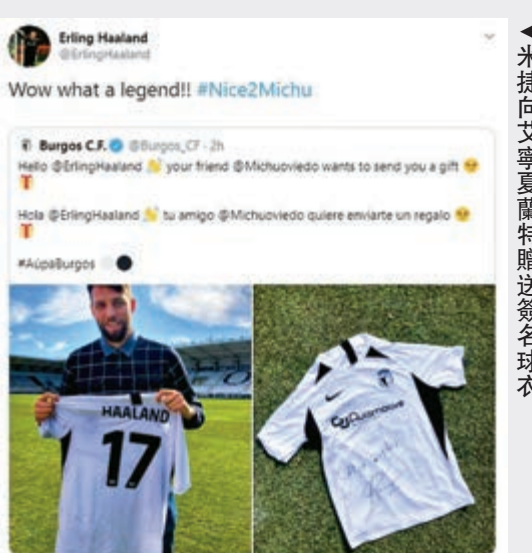 Erling Haaland
@ErlingHaaland
Wow what a legend!! #Nice2Michu
Burgos C.F. @Burgos_CF · 2h
Hello @ErlingHaaland 👋 your friend @Michuoviedo wants to send you a gift
Hola @ErlingHaaland 👋 tu amigo @Michuoviedo quiere enviarte un regalo
#AúpaBurgos
HAALAND
17
◀米捷向艾寧夏蘭特贈送簽名球衣